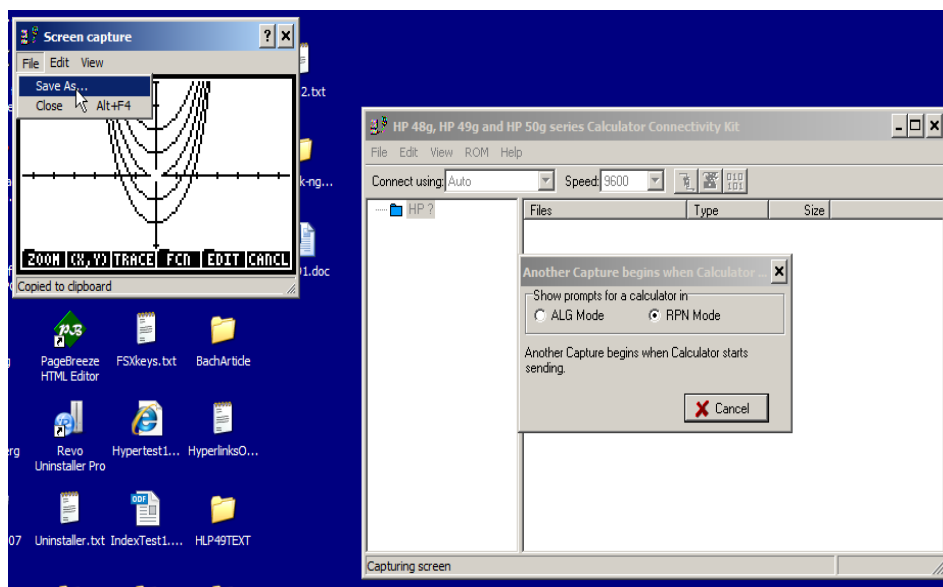 Screen capture
File Edit View
Save As...
Close Alt+F4
ZOOM (X,Y) TRACE FCN EDIT CANCL
Copied to clipboard
2.txt
k-ng...
1.doc
PageBreeze
HTML Editor
FSXkeys.txt
BachArticle
Revo
Uninstaller Pro
Hypertest1...
HyperlinksO...
07
Uninstaller.txt
IndexTest1....
HLP49TEXT
HP 48g, HP 49g and HP 50g series Calculator Connectivity Kit
File Edit View ROM Help
Connect using: Auto Speed: 9600
HP ?
Files Type Size
Another Capture begins when Calculator ...
Show prompts for a calculator in
ALG Mode RPN Mode
Another Capture begins when Calculator starts
sending.
Cancel
Capturing screen